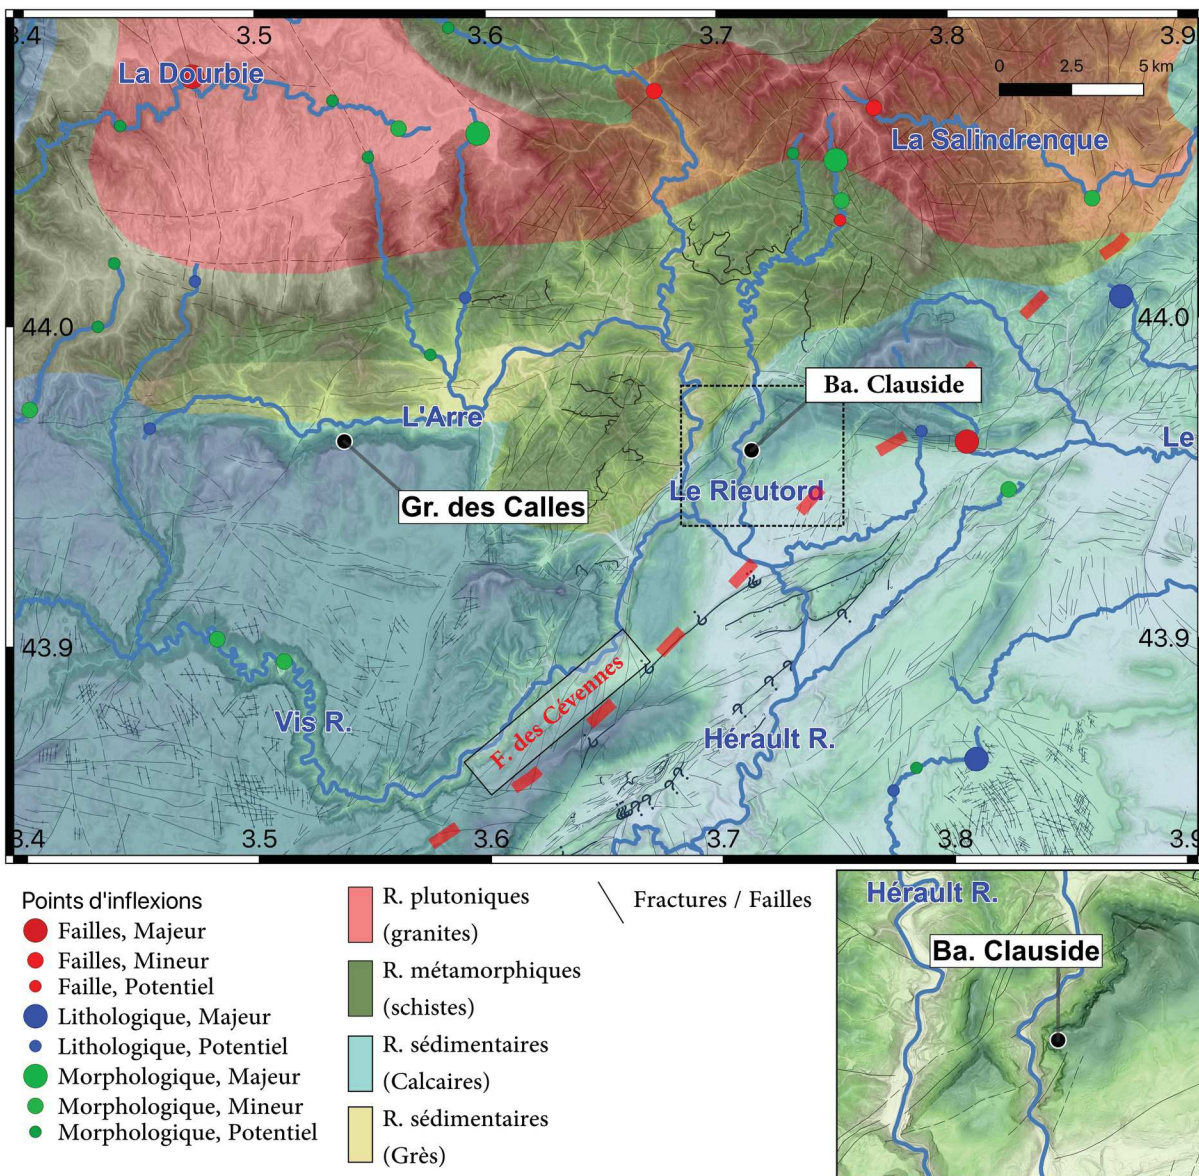 3.4
3.5
3.6
3.7
3.8
3.9
0
2.5
5 km
La Dourbie
La Salindrenque
44.0
44.0
Ba. Clauside
L'Arre
Le
Le Rieutord
Gr. des Calles
43.9
43.9
F. des Cévennes
Vis R.
Hérault R.
3.4
3.5
3.6
3.7
3.8
3.9
Points d'inflexions
Failles, Majeur
Failles, Mineur
Faille, Potentiel
Lithologique, Majeur
Lithologique, Potentiel
Morphologique, Majeur
Morphologique, Mineur
Morphologique, Potentiel
R. plutoniques
(granites)
R. métamorphiques
(schistes)
R. sédimentaires
(Calcaires)
R. sédimentaires
(Grès)
Fractures / Failles
Hérault R.
Ba. Clauside